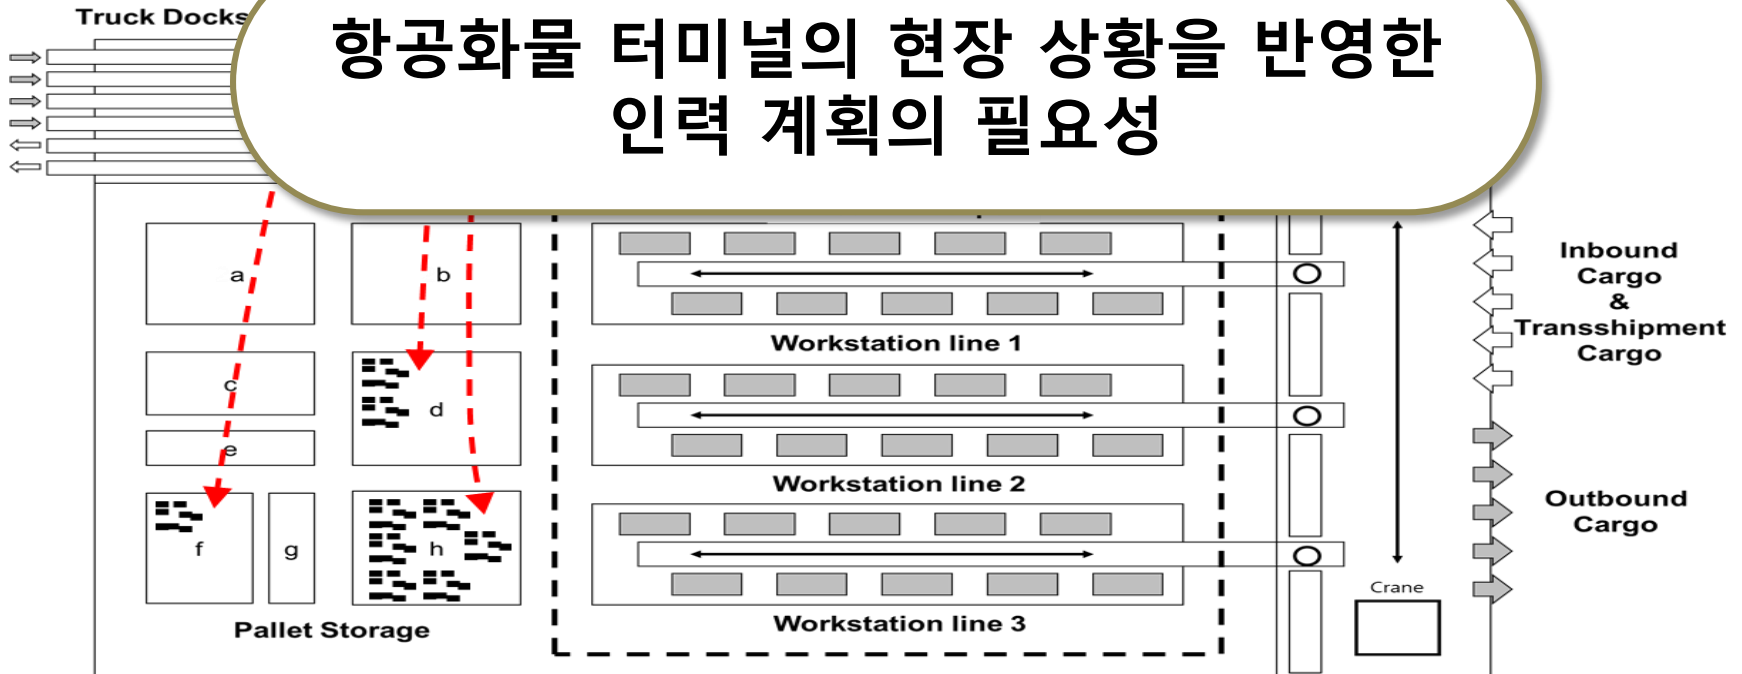 Truck Docks
항공화물 터미널의 현장 상황을 반영한
인력 계획의 필요성
a
b
c
d
e
f
g
h
Pallet Storage
Workstation line 1
Workstation line 2
Workstation line 3
Crane
Inbound
Cargo
&
Transshipment
Cargo
Outbound
Cargo